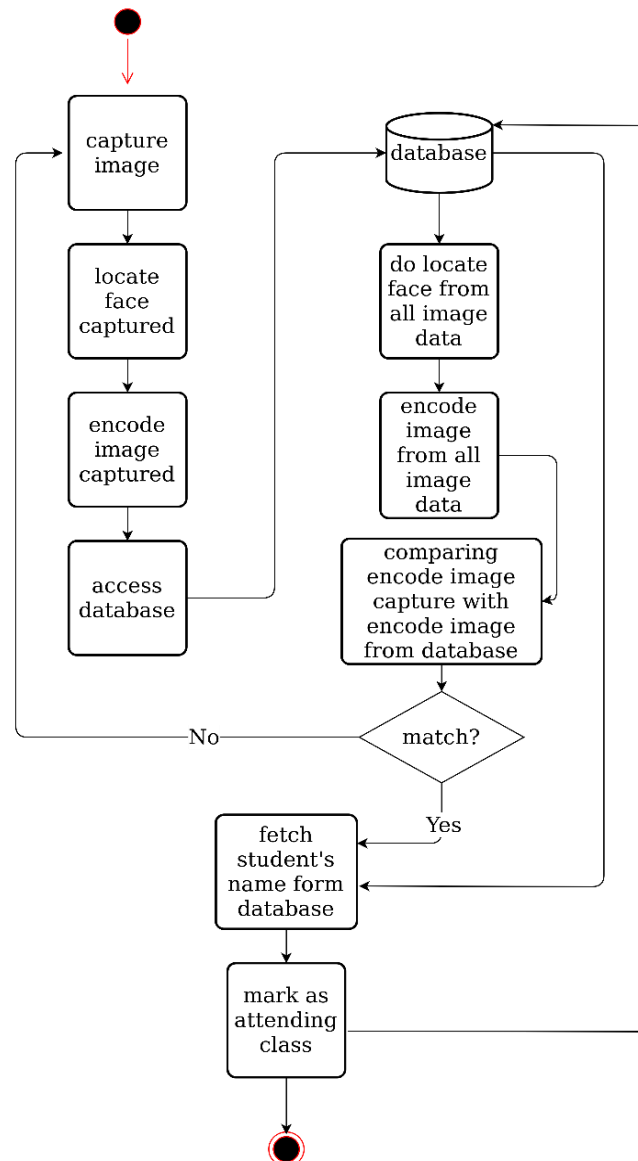 capture
image
locate
face
captured
encode
image
captured
access
database
database
do locate
face from
all image
data
encode
image
from all
image
data
comparing
encode image
capture with
encode image
from database
match?
No
Yes
fetch
student's
name form
database
mark as
attending
class